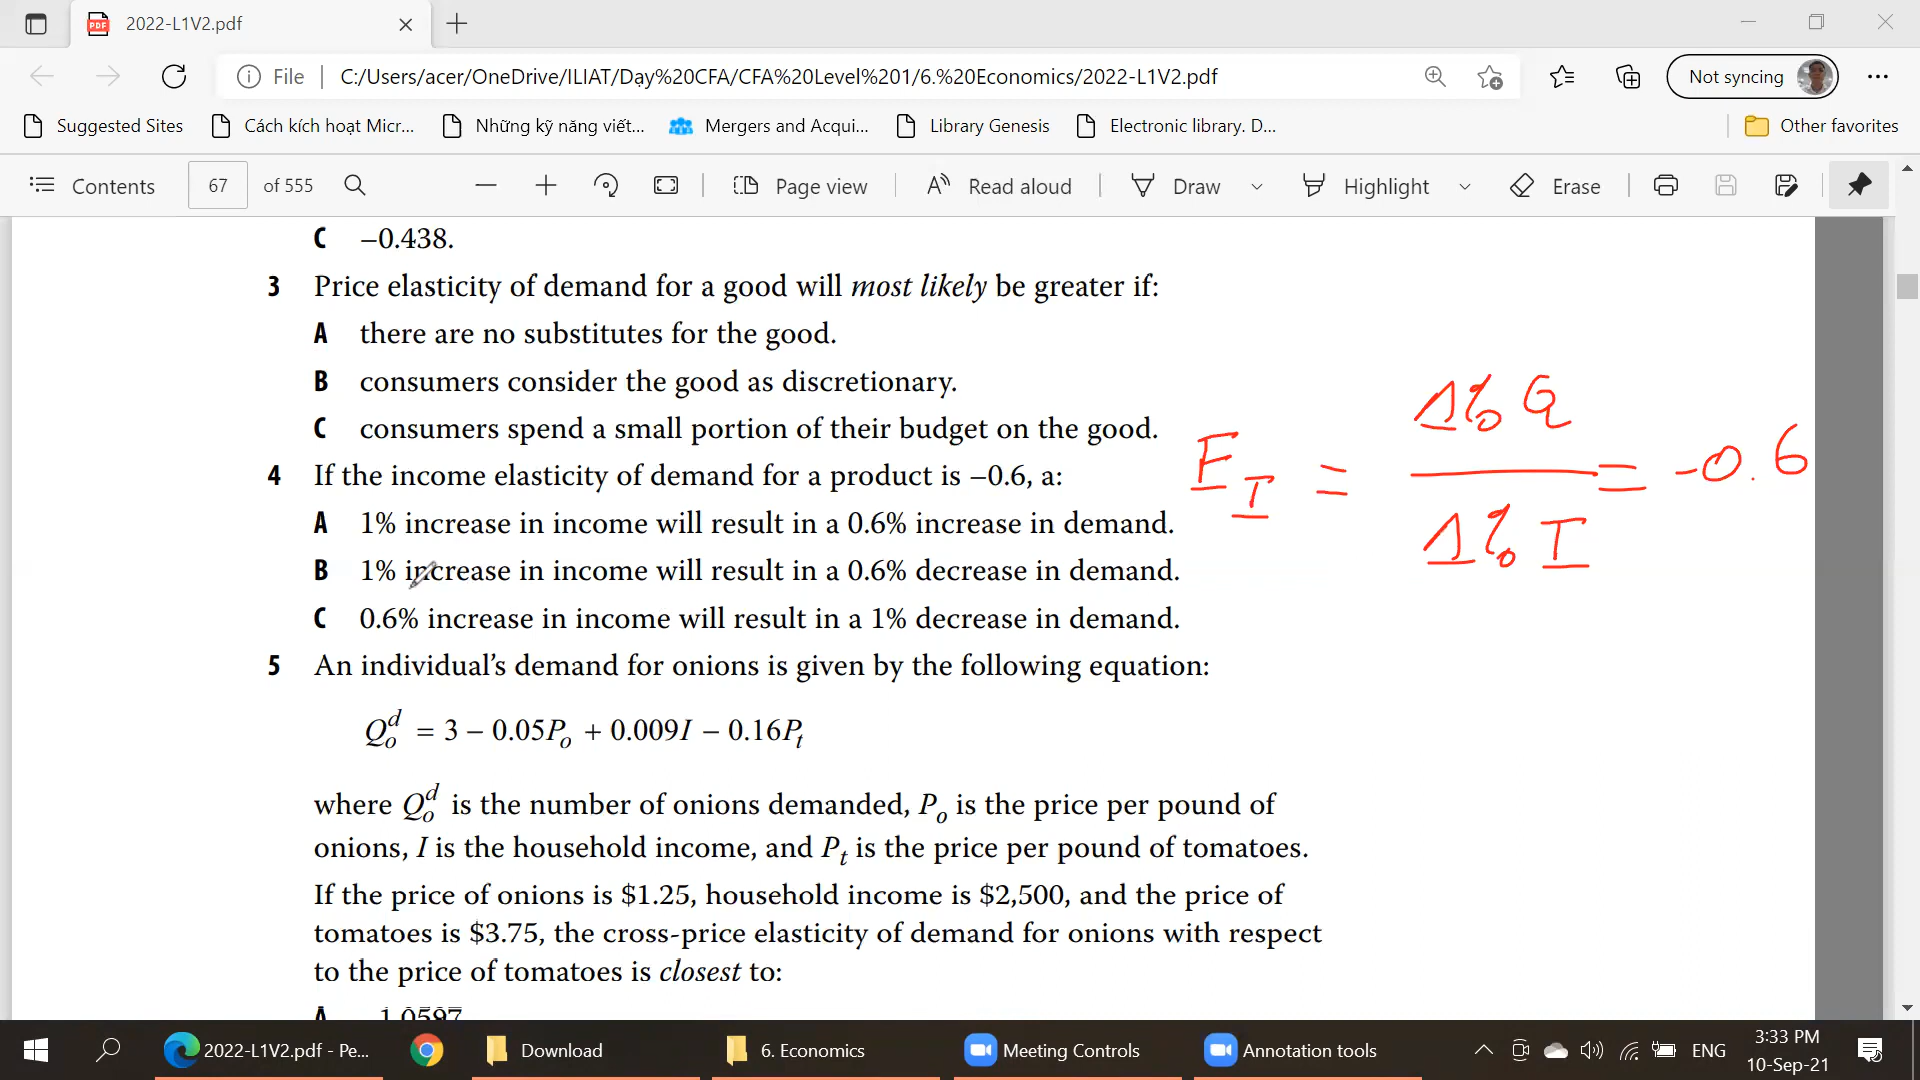 2022-L1V2.pdf
File C:/Users/acer/OneDrive/ILIAT/Dạy%20CFA/CFA%20Level%201/6.%20Economics/2022-L1V2.pdf Not syncing
Suggested Sites Cách kích hoạt Micr... Những kỹ năng viết... Mergers and Acqui... Library Genesis Electronic library. D... Other favorites
Contents 67 of 555 Page view Read aloud Draw Highlight Erase
C –0.438.
3 Price elasticity of demand for a good will most likely be greater if:
A there are no substitutes for the good.
B consumers consider the good as discretionary.
C consumers spend a small portion of their budget on the good.
4 If the income elasticity of demand for a product is –0.6, a:
A 1% increase in income will result in a 0.6% increase in demand.
B 1% increase in income will result in a 0.6% decrease in demand.
C 0.6% increase in income will result in a 1% decrease in demand.
E_I = Δ%Q / Δ%I = -0.6
5 An individual's demand for onions is given by the following equation:
Q_o^d = 3 – 0.05P_o + 0.009I – 0.16P_t
where Q_o^d is the number of onions demanded, P_o is the price per pound of
onions, I is the household income, and P_t is the price per pound of tomatoes.
If the price of onions is $1.25, household income is $2,500, and the price of
tomatoes is $3.75, the cross-price elasticity of demand for onions with respect
to the price of tomatoes is closest to:
A 1.0597
2022-L1V2.pdf - Pe... Download 6. Economics Meeting Controls Annotation tools ENG 3:33 PM
10-Sep-21